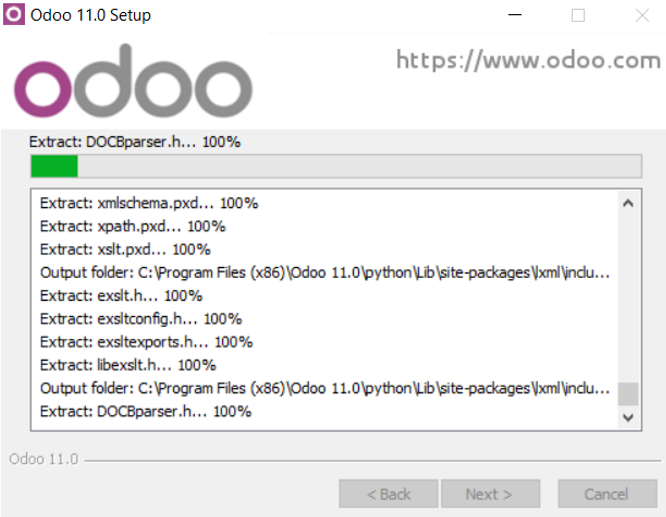 Odoo 11.0 Setup
odoo
https://www.odoo.com
Extract: DOCBparser.h... 100%
Extract: xmlschema.pxd... 100%
Extract: xpath.pxd... 100%
Extract: xslt.pxd... 100%
Output folder: C:\Program Files (x86)\Odoo 11.0\python\Lib\site-packages\lxml\inclu...
Extract: exslt.h... 100%
Extract: exsltconfig.h... 100%
Extract: exsltexports.h... 100%
Extract: libexslt.h... 100%
Output folder: C:\Program Files (x86)\Odoo 11.0\python\Lib\site-packages\lxml\inclu...
Extract: DOCBparser.h... 100%
Odoo 11.0
< Back
Next >
Cancel